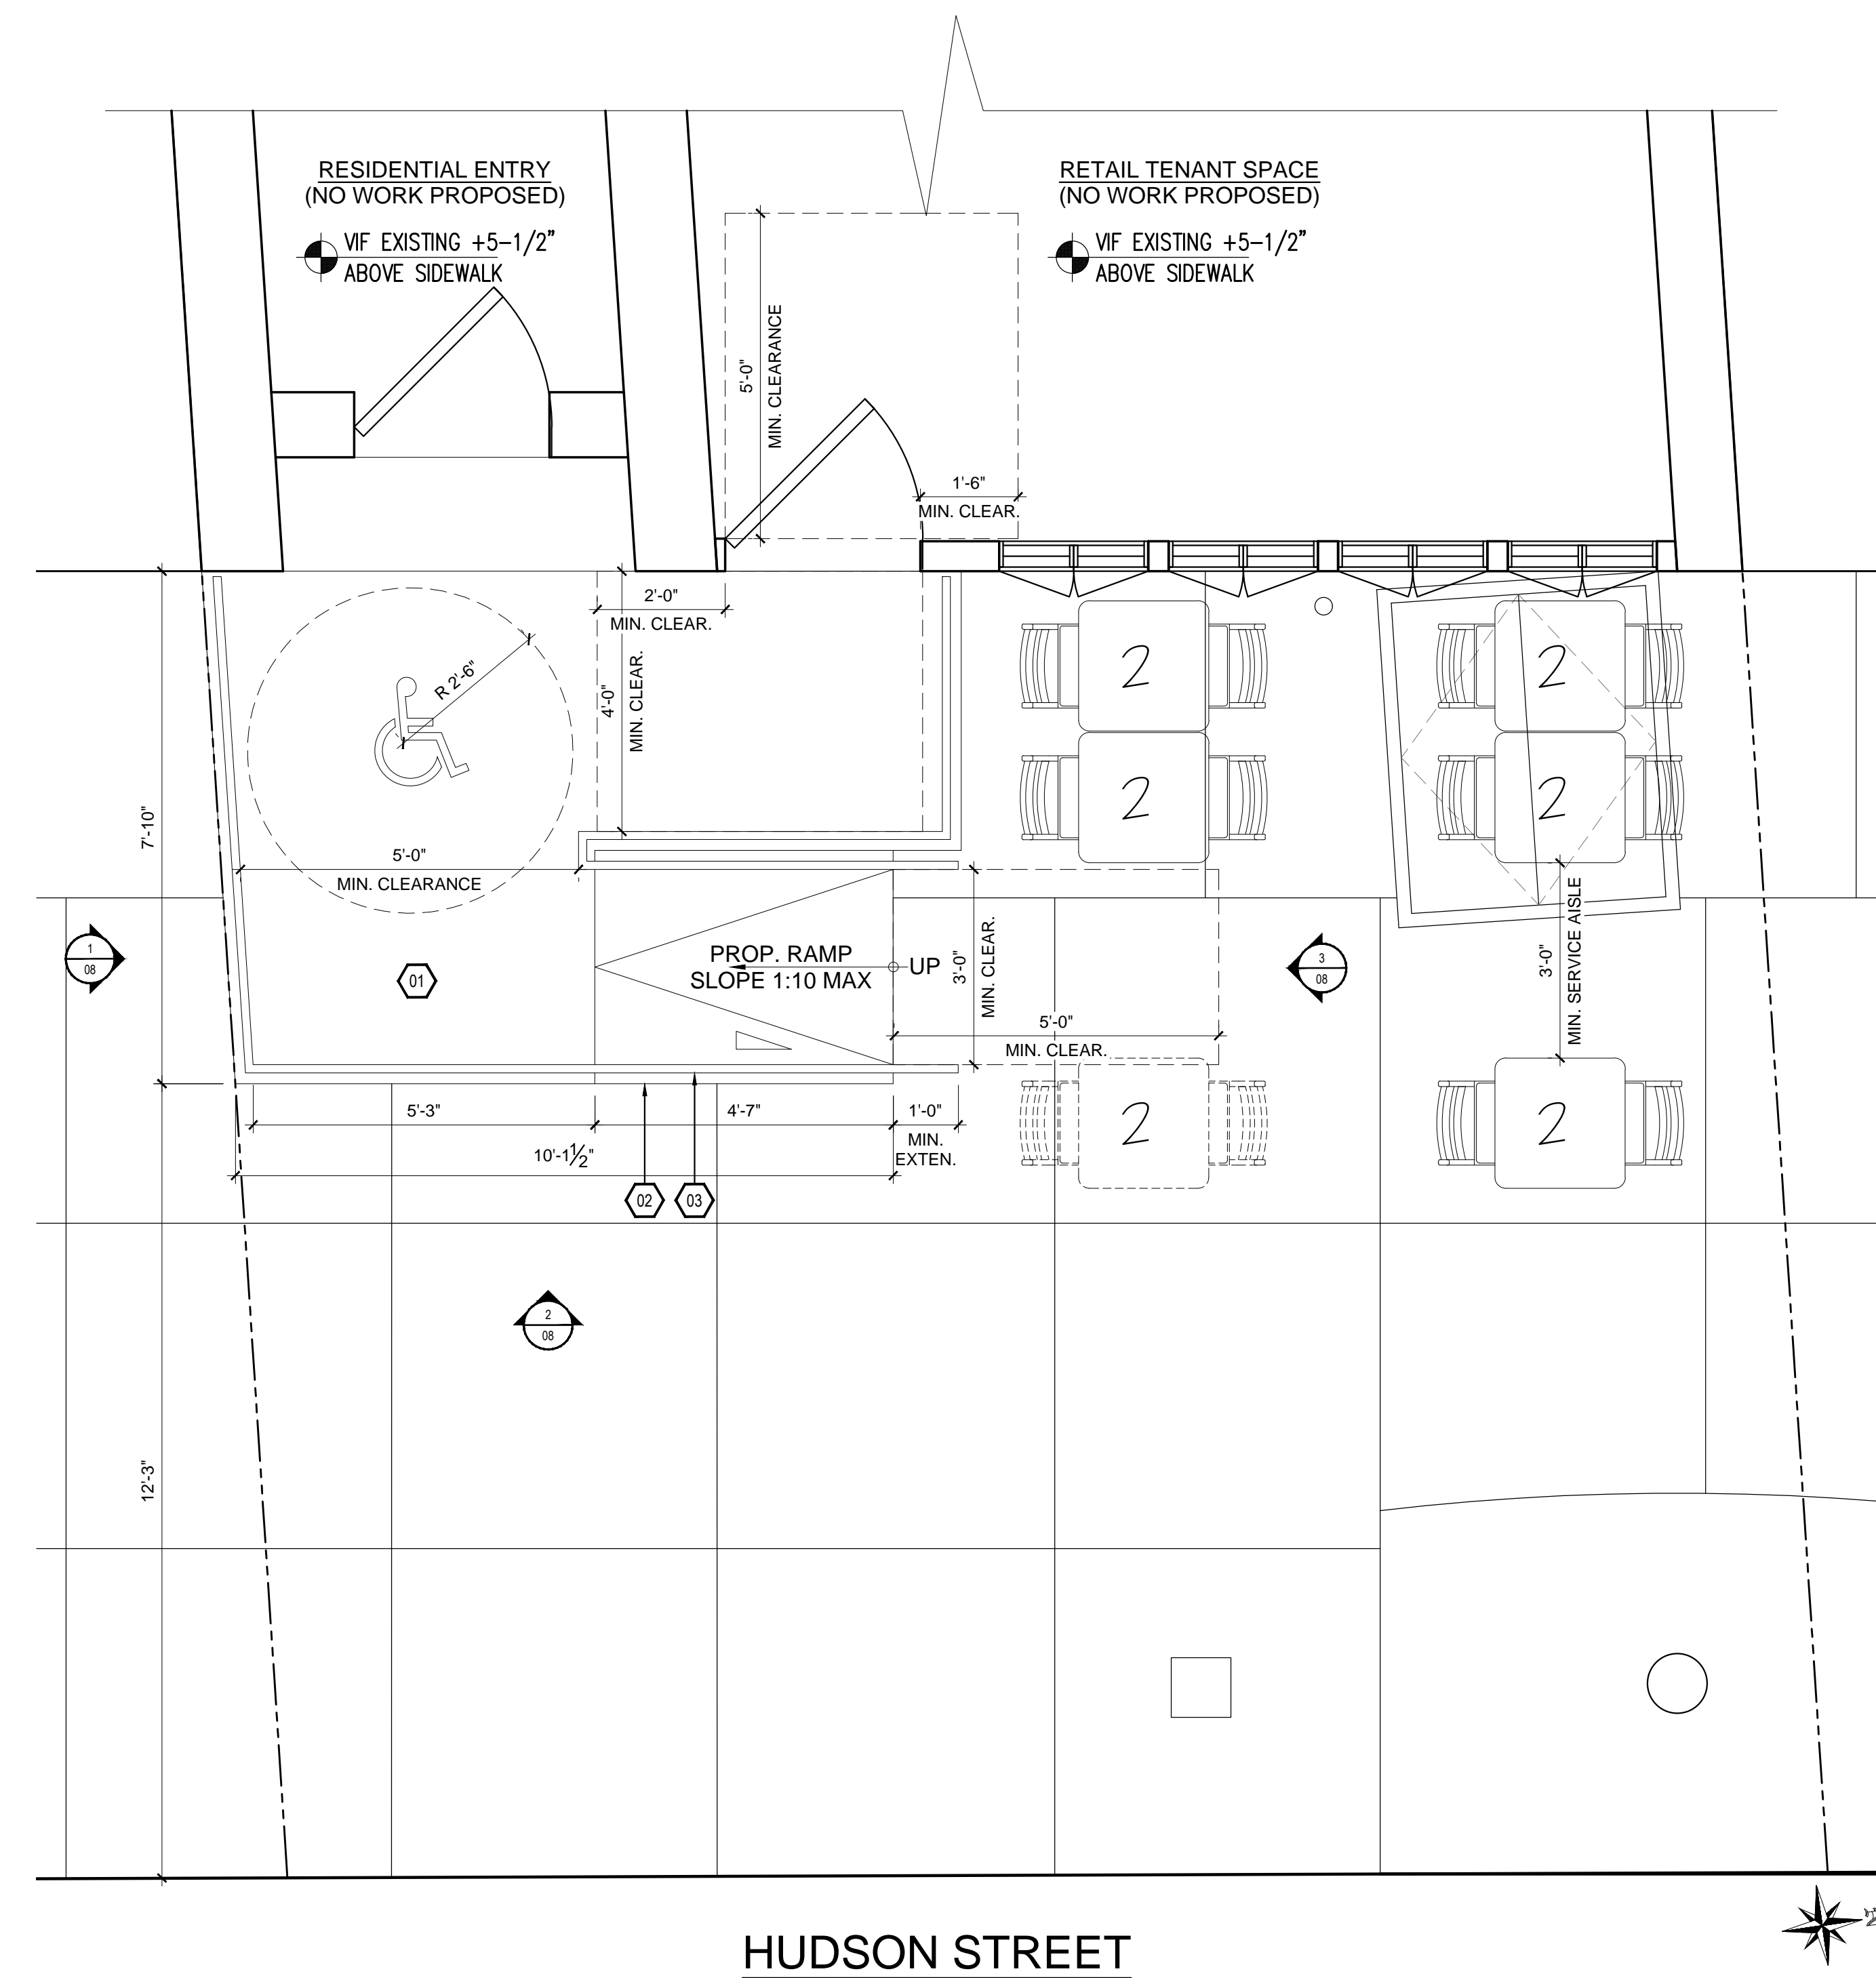 RESIDENTIAL ENTRY
(NO WORK PROPOSED)
VIF EXISTING +5-1/2"
ABOVE SIDEWALK
RETAIL TENANT SPACE
(NO WORK PROPOSED)
VIF EXISTING +5-1/2"
ABOVE SIDEWALK
5'-0"
MIN. CLEARANCE
1'-6"
MIN. CLEAR.
2'-0"
MIN. CLEAR.
4'-0"
MIN. CLEAR.
R 2'-6"
7'-10"
5'-0"
MIN. CLEARANCE
2
2
2
2
1
08
01
PROP. RAMP
SLOPE 1:10 MAX
UP
3'-0"
MIN. CLEAR.
5'-0"
MIN. CLEAR.
3
08
3'-0"
MIN. SERVICE AISLE
2
2
5'-3"
4'-7"
1'-0"
MIN.
EXTEN.
10'-1½"
02
03
2
08
12'-3"
HUDSON STREET